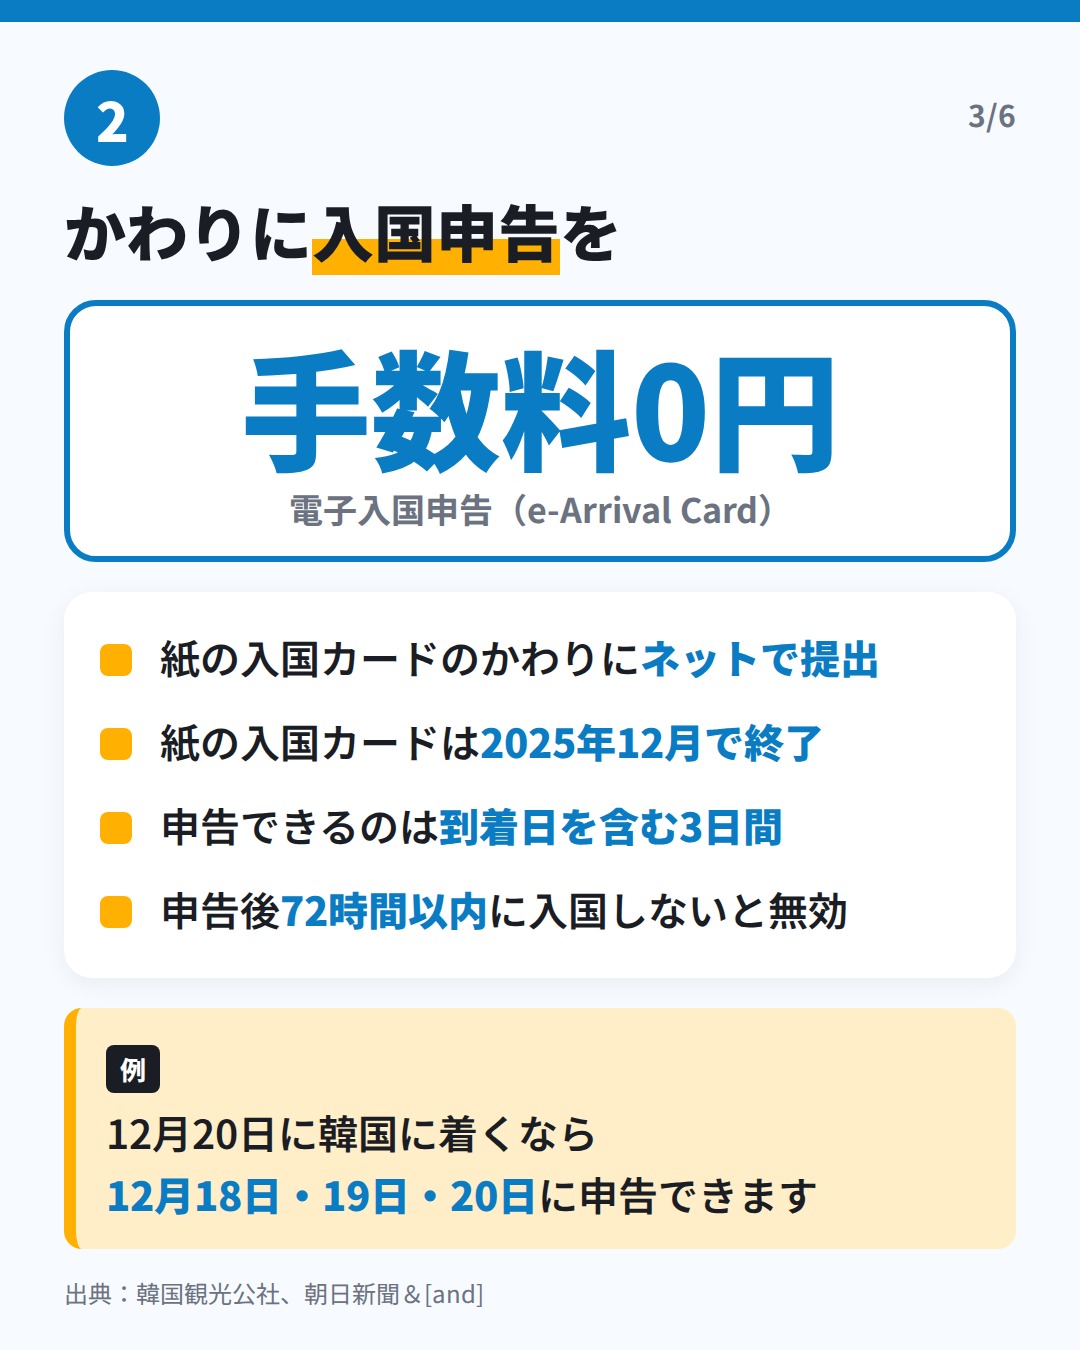 2
3/6
かわりに入国申告を
手数料0円
電子入国申告（e-Arrival Card）
紙の入国カードのかわりにネットで提出
紙の入国カードは2025年12月で終了
申告できるのは到着日を含む3日間
申告後72時間以内に入国しないと無効
例
12月20日に韓国に着くなら
12月18日・19日・20日に申告できます
出典：韓国観光公社、朝日新聞＆[and]